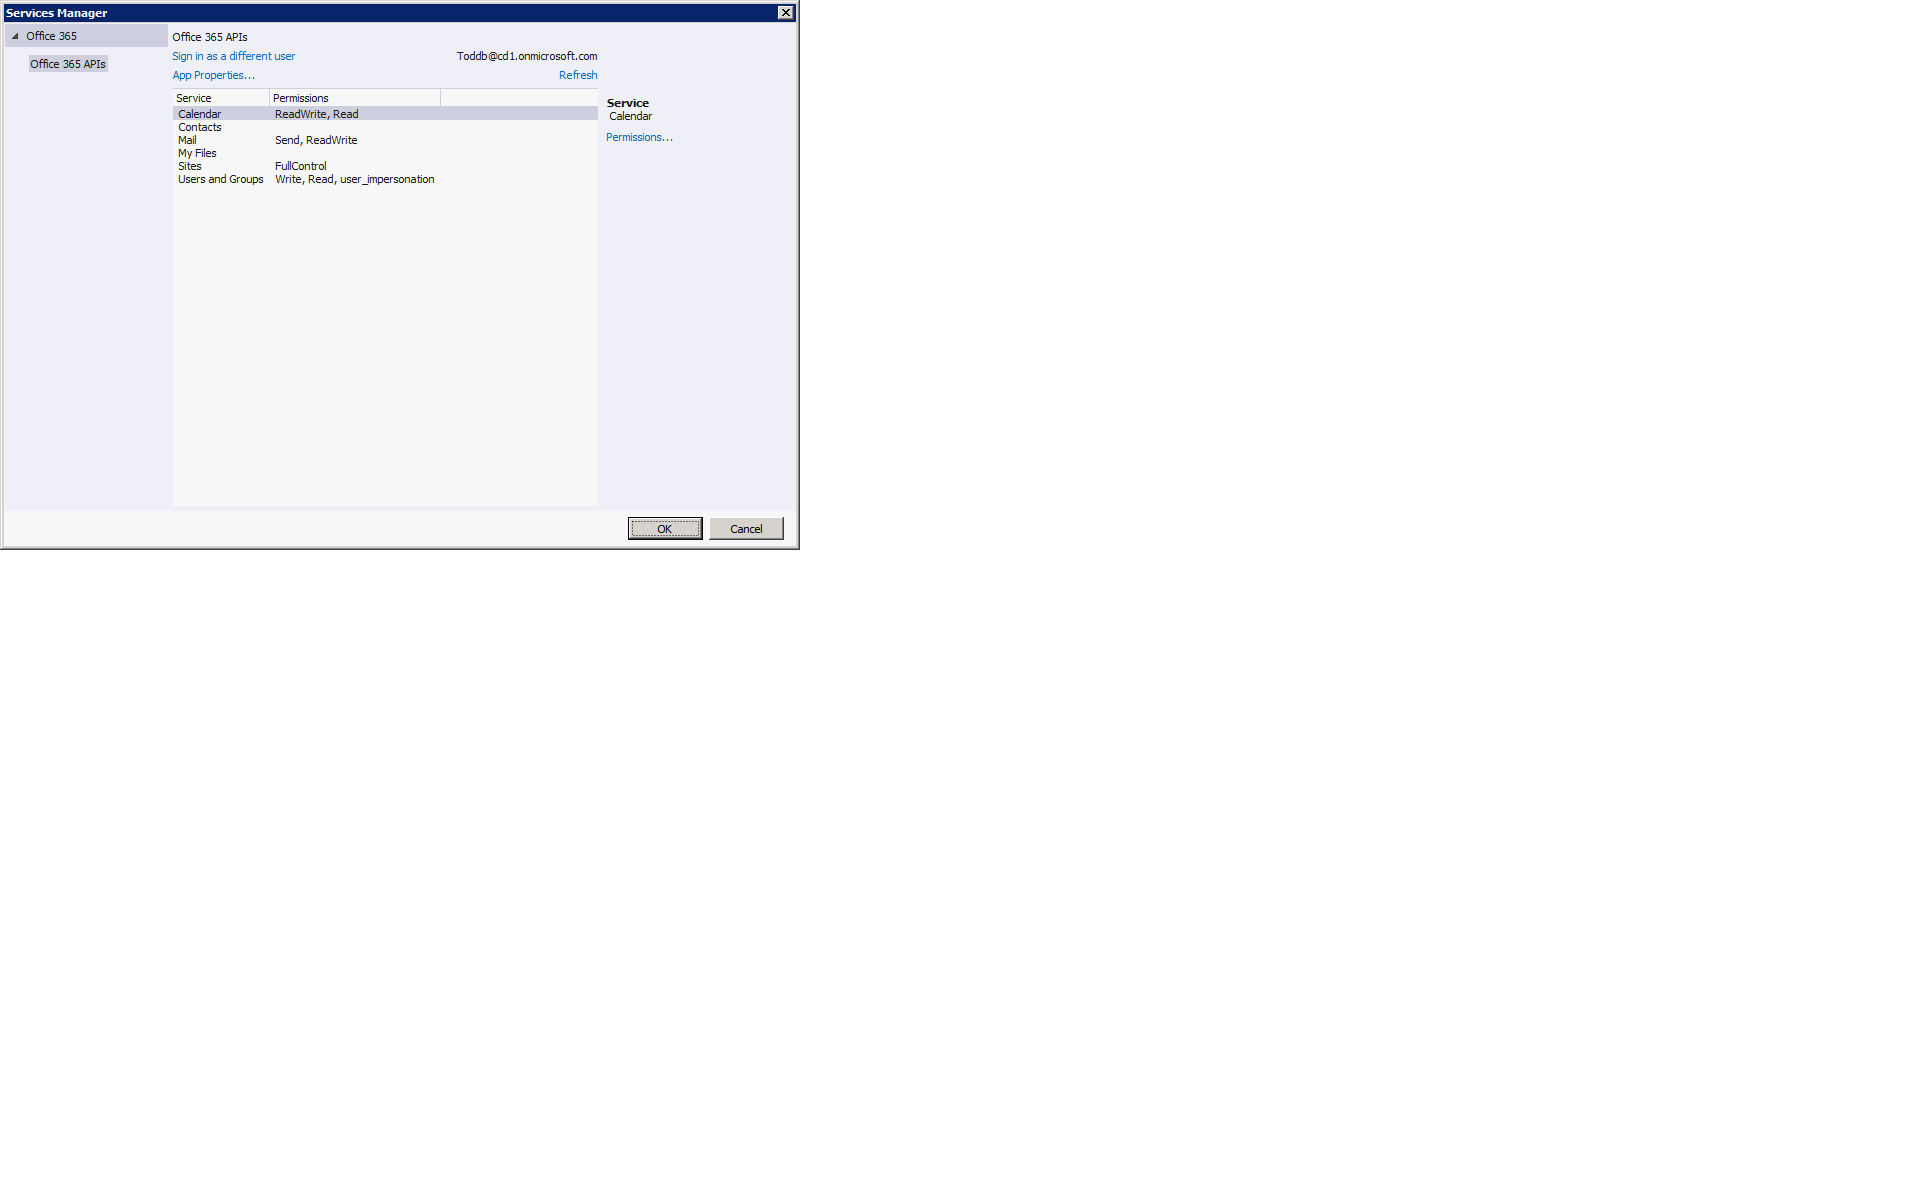 Services Manager
Office 365
Office 365 APIs
Office 365 APIs
Sign in as a different user Toddb@cd1.onmicrosoft.com
App Properties... Refresh
Service Permissions
Calendar ReadWrite, Read
Contacts
Mail Send, ReadWrite
My Files
Sites FullControl
Users and Groups Write, Read, user_impersonation
Service
Calendar
Permissions...
OK Cancel